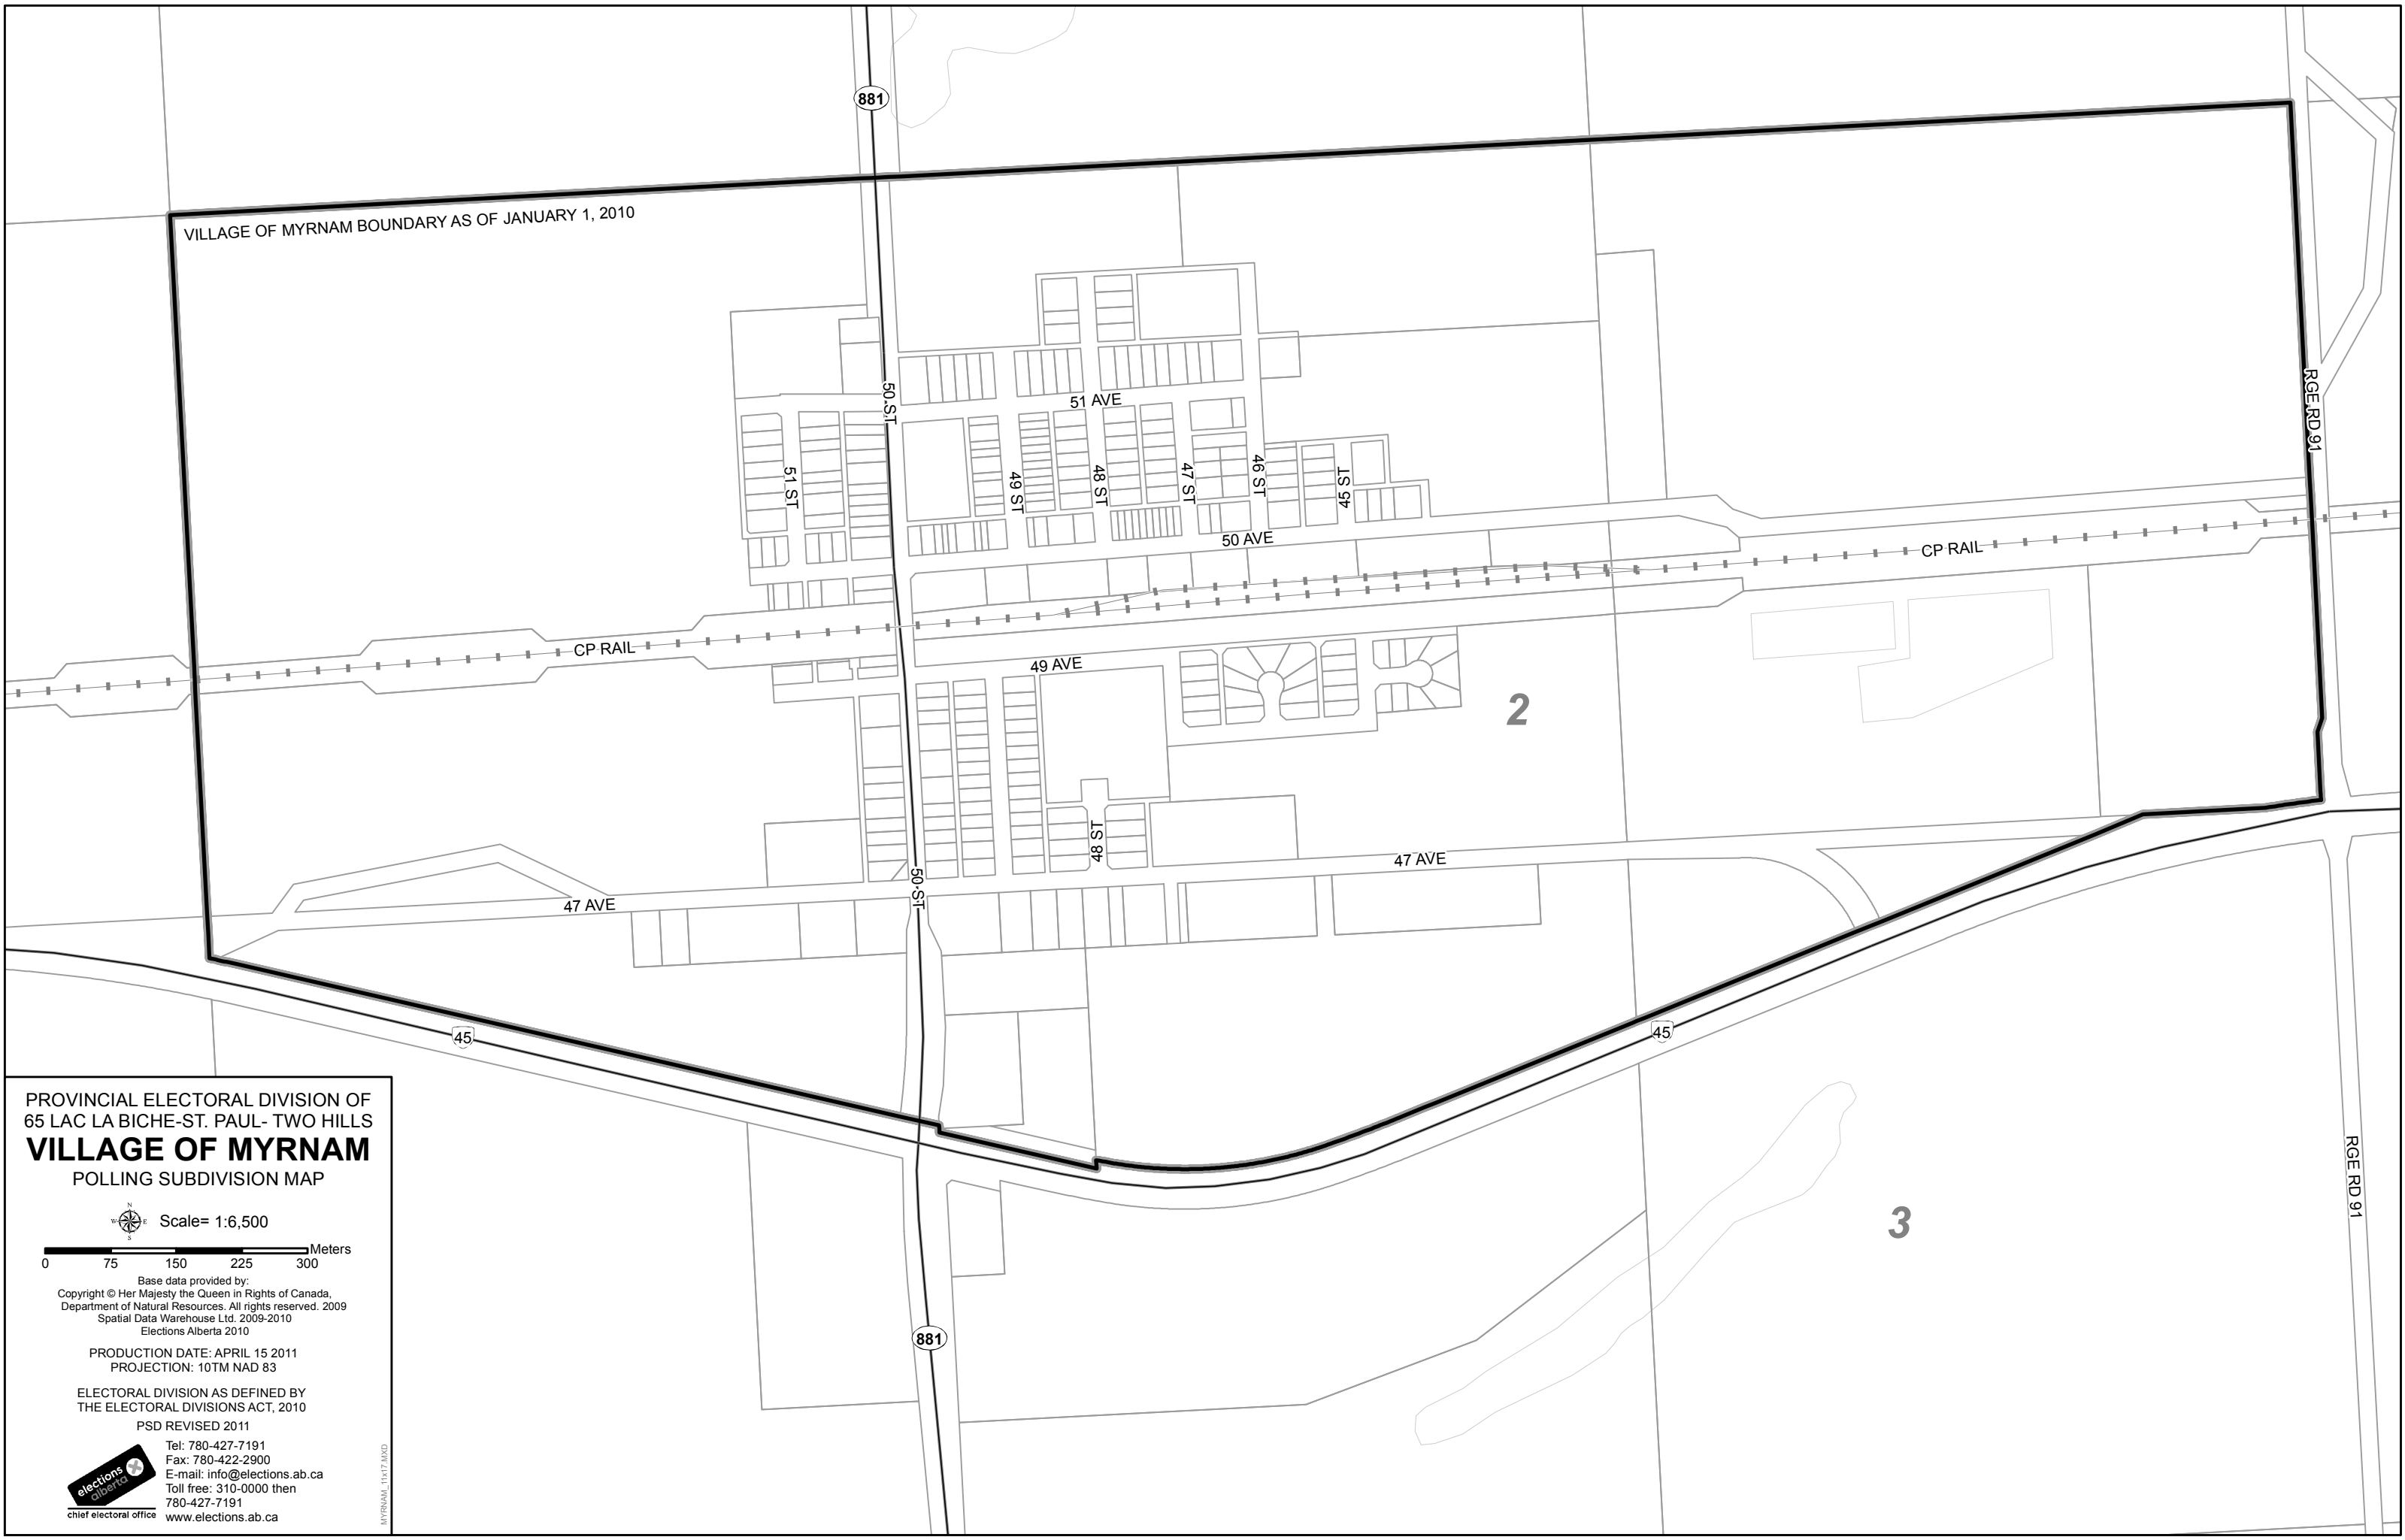 881
VILLAGE OF MYRNAM BOUNDARY AS OF JANUARY 1, 2010
50 ST
RGE RD 91
51 AVE
51 ST
49 ST
48 ST
47 ST
46 ST
45 ST
50 AVE
CP RAIL
CP RAIL
49 AVE
2
48 ST
47 AVE
50 ST
47 AVE
45
45
3
RGE RD 91
881
PROVINCIAL ELECTORAL DIVISION OF
65 LAC LA BICHE-ST. PAUL- TWO HILLS
VILLAGE OF MYRNAM
POLLING SUBDIVISION MAP
N
W E
S
Scale= 1:6,500
Meters
0 75 150 225 300
Base data provided by:
Copyright © Her Majesty the Queen in Rights of Canada,
Department of Natural Resources. All rights reserved. 2009
Spatial Data Warehouse Ltd. 2009-2010
Elections Alberta 2010
PRODUCTION DATE: APRIL 15 2011
PROJECTION: 10TM NAD 83
ELECTORAL DIVISION AS DEFINED BY
THE ELECTORAL DIVISIONS ACT, 2010
PSD REVISED 2011
elections
alberta
chief electoral office
Tel: 780-427-7191
Fax: 780-422-2900
E-mail: info@elections.ab.ca
Toll free: 310-0000 then
780-427-7191
www.elections.ab.ca
MYRNAM_11x17.MXD